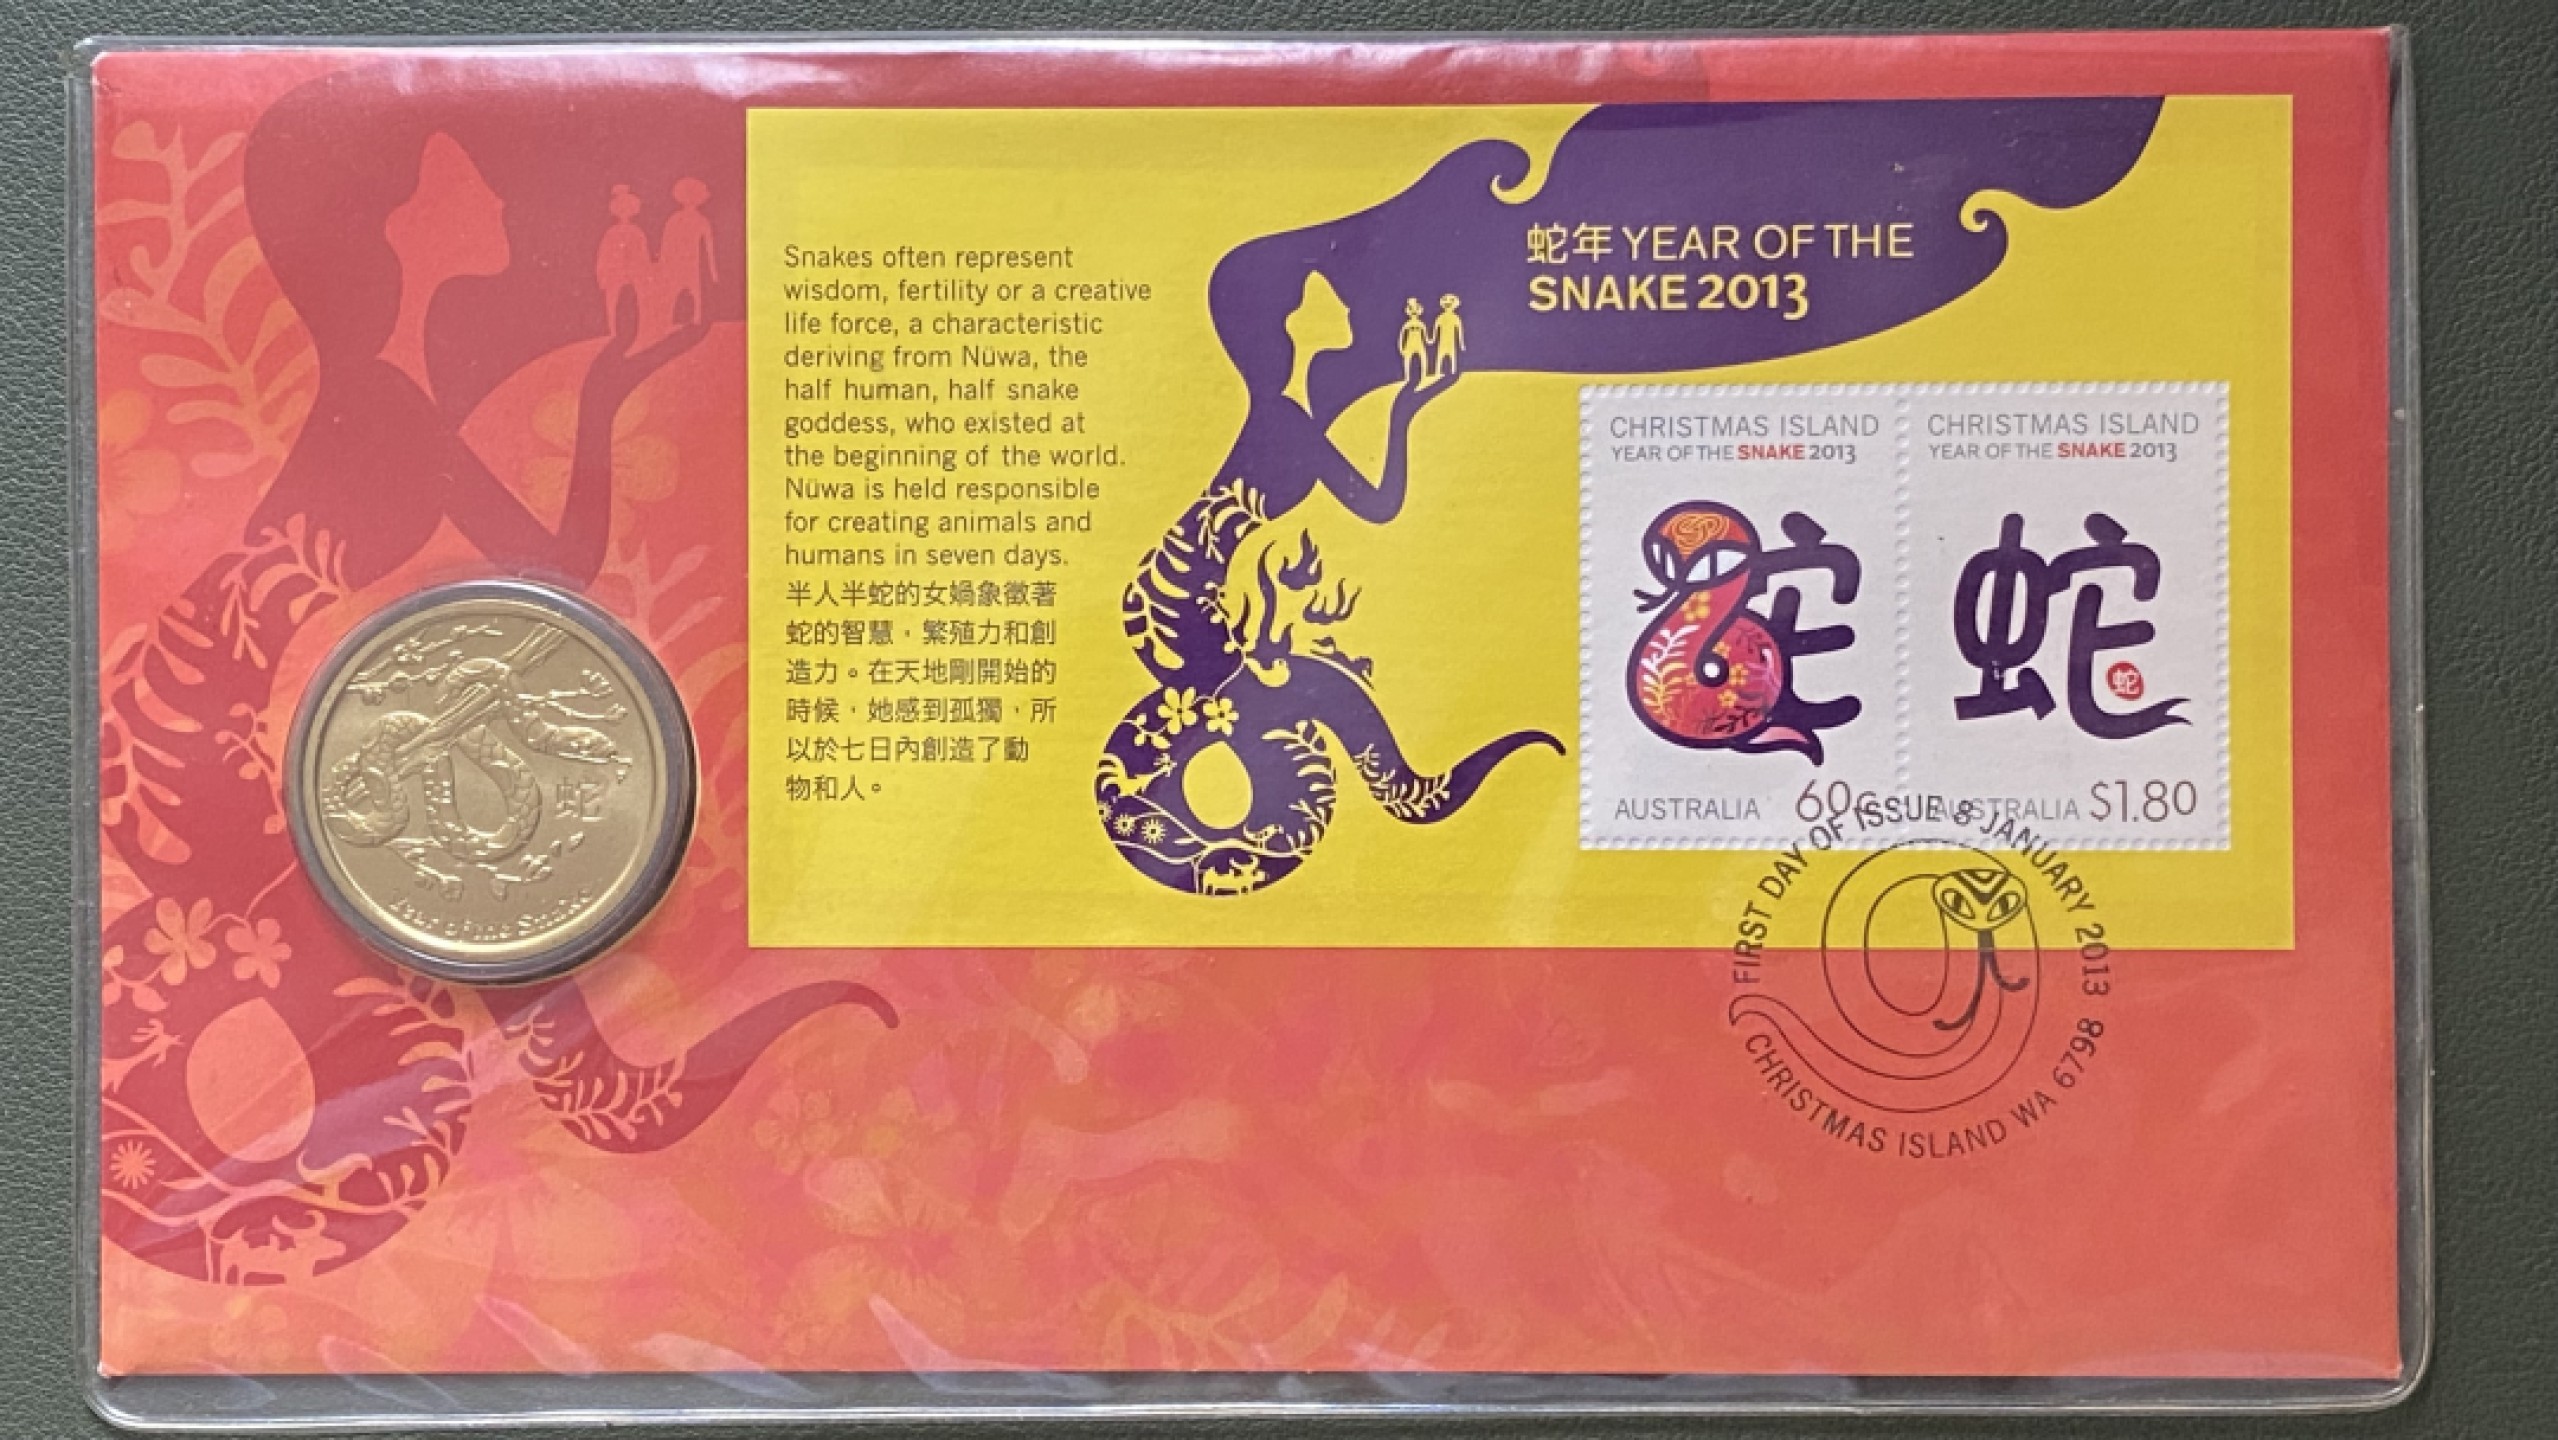 Snakes often represent
wisdom, fertility or a creative
life force, a characteristic
deriving from Nüwa, the
half human, half snake
goddess, who existed at
the beginning of the world.
Nüwa is held responsible
for creating animals and
humans in seven days.
半人半蛇的女媧象徵著
蛇的智慧，繁殖力和創
造力。在天地剛開始的
時候，她感到孤獨，所
以於七日內創造了動
物和人。
蛇年 YEAR OF THE
SNAKE 2013
CHRISTMAS ISLAND
YEAR OF THE SNAKE 2013
蛇
AUSTRALIA 60c
CHRISTMAS ISLAND
YEAR OF THE SNAKE 2013
蛇
蛇
AUSTRALIA $1.80
FIRST DAY OF ISSUE 8 JANUARY 2013
CHRISTMAS ISLAND WA 6798
蛇
Year of the Snake